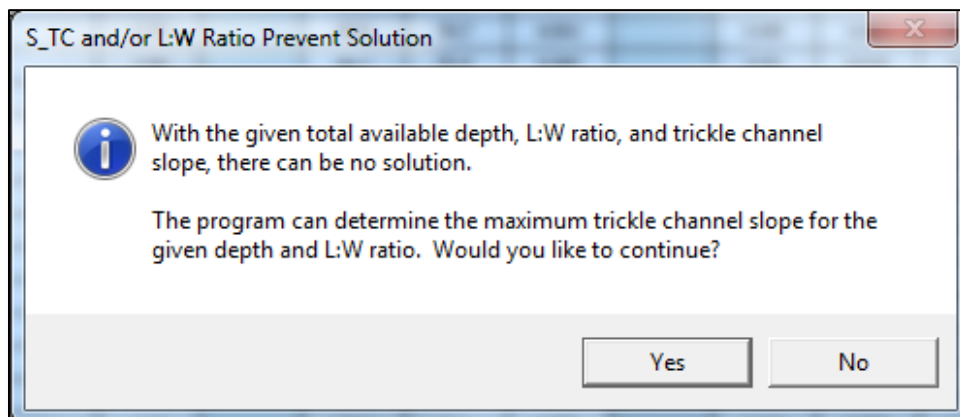 S_TC and/or L:W Ratio Prevent Solution
With the given total available depth, L:W ratio, and trickle channel
slope, there can be no solution.
The program can determine the maximum trickle channel slope for the
given depth and L:W ratio.  Would you like to continue?
Yes
No